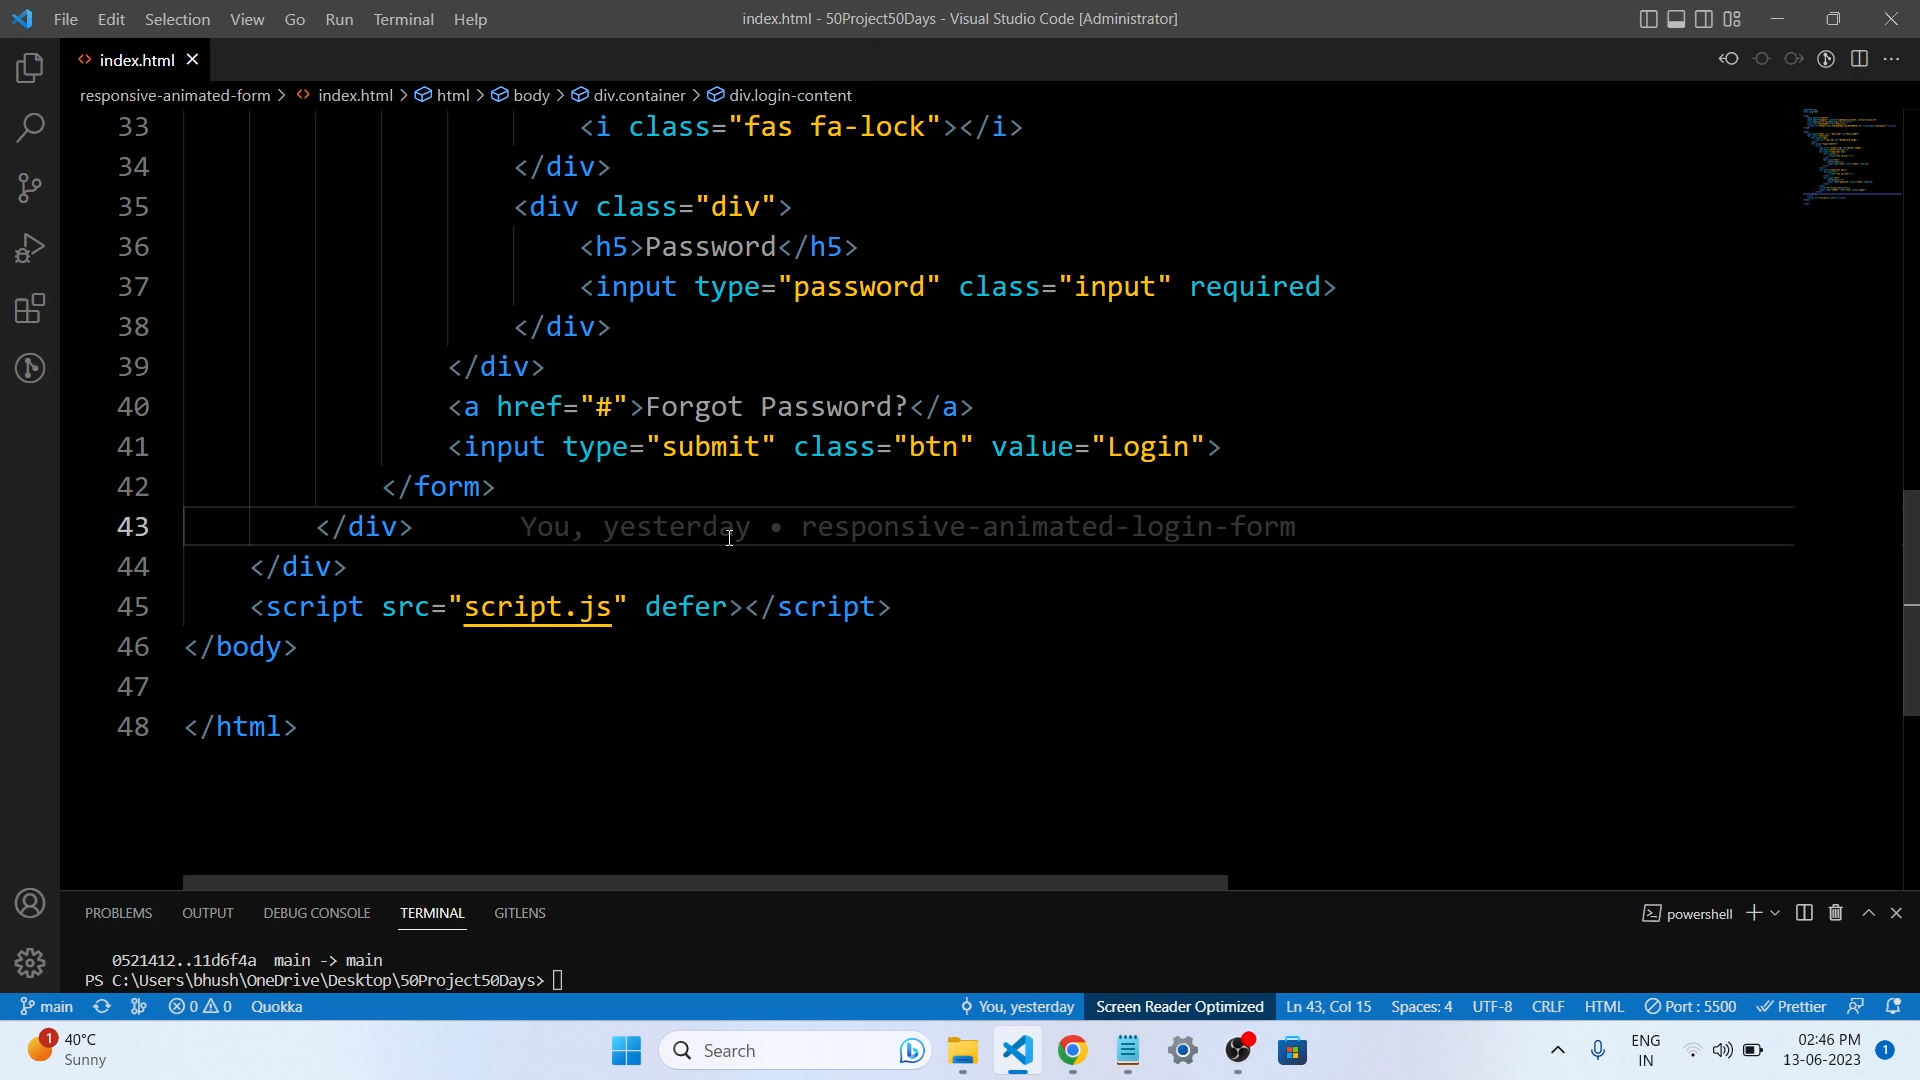 File Edit Selection View Go Run Terminal Help
index.html - 50Project50Days - Visual Studio Code [Administrator]
index.html
responsive-animated-form > index.html > html > body > div.container > div.login-content
33 <i class="fas fa-lock"></i>
34 </div>
35 <div class="div">
36 <h5>Password</h5>
37 <input type="password" class="input" required>
38 </div>
39 </div>
40 <a href="#">Forgot Password?</a>
41 <input type="submit" class="btn" value="Login">
42 </form>
43 </div> You, yesterday • responsive-animated-login-form
44 </div>
45 <script src="script.js" defer></script>
46 </body>
47
48 </html>
PROBLEMS OUTPUT DEBUG CONSOLE TERMINAL GITLENS
powershell
0521412..11d6f4a main -> main
PS C:\Users\bhush\OneDrive\Desktop\50Project50Days>
main 0 0 Quokka You, yesterday Screen Reader Optimized Ln 43, Col 15 Spaces: 4 UTF-8 CRLF HTML Port : 5500 Prettier
1 40°C
Sunny
Search
ENG
IN
02:46 PM
13-06-2023
1